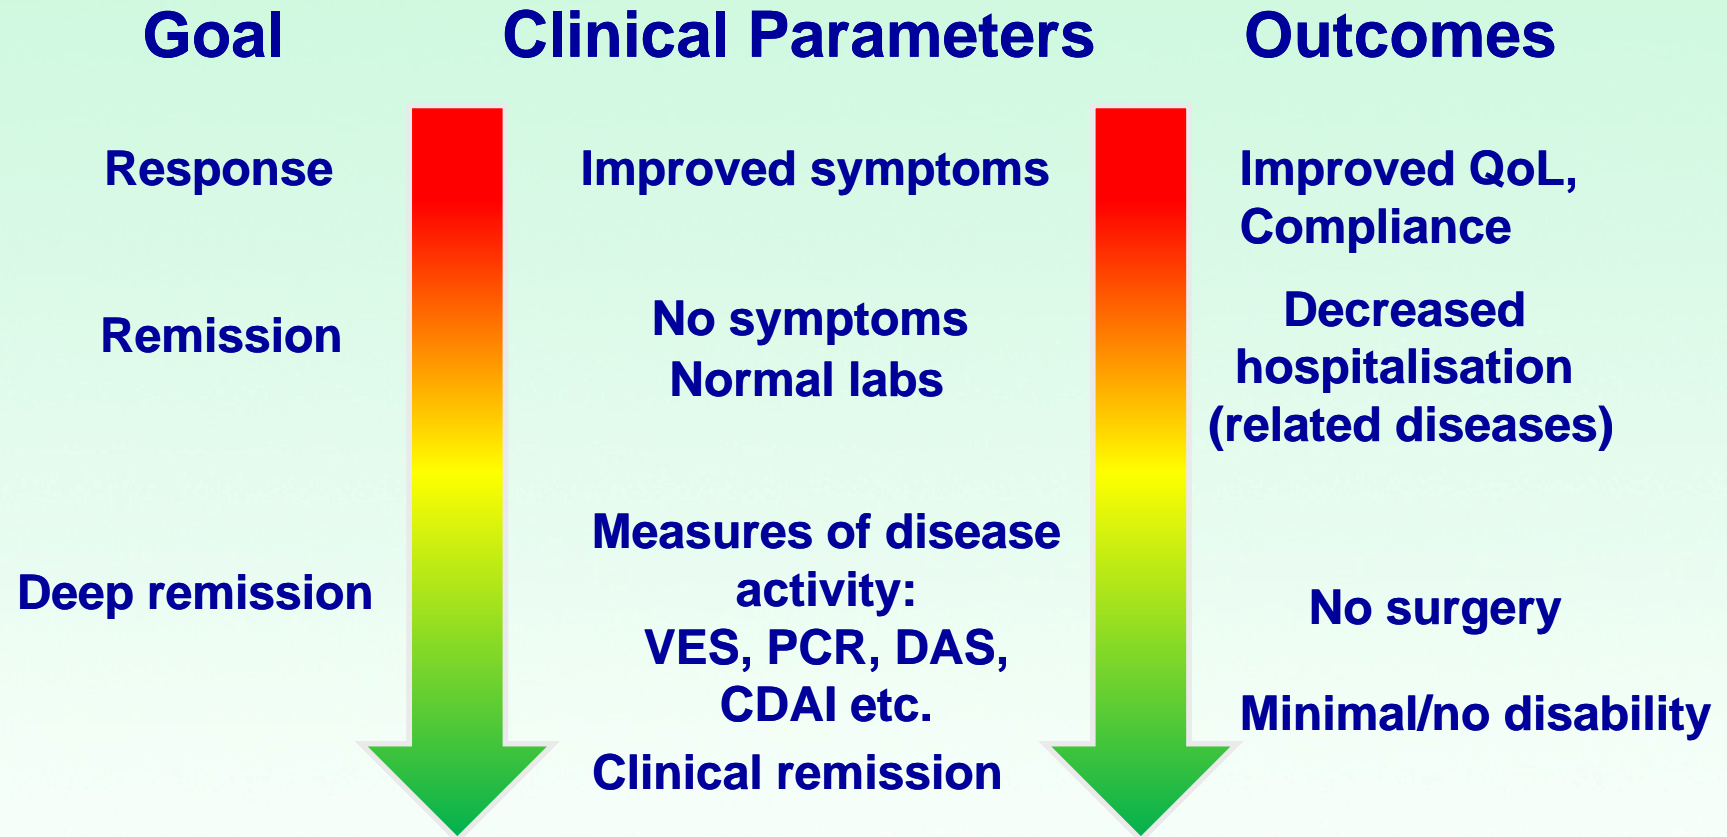 Goal
Clinical Parameters
Outcomes
Response
Improved symptoms
Improved QoL,
Compliance
Remission
No symptoms
Normal labs
Decreased
hospitalisation
(related diseases)
Deep remission
Measures of disease
activity:
VES, PCR, DAS,
CDAI etc.
Clinical remission
No surgery
Minimal/no disability